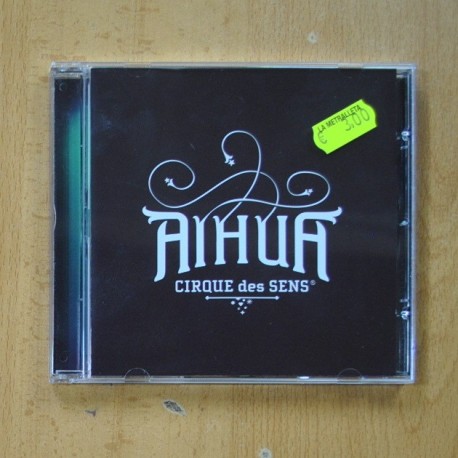 LA METRALLETA
€ 3.00
AIHUA
CIRQUE des SENS®